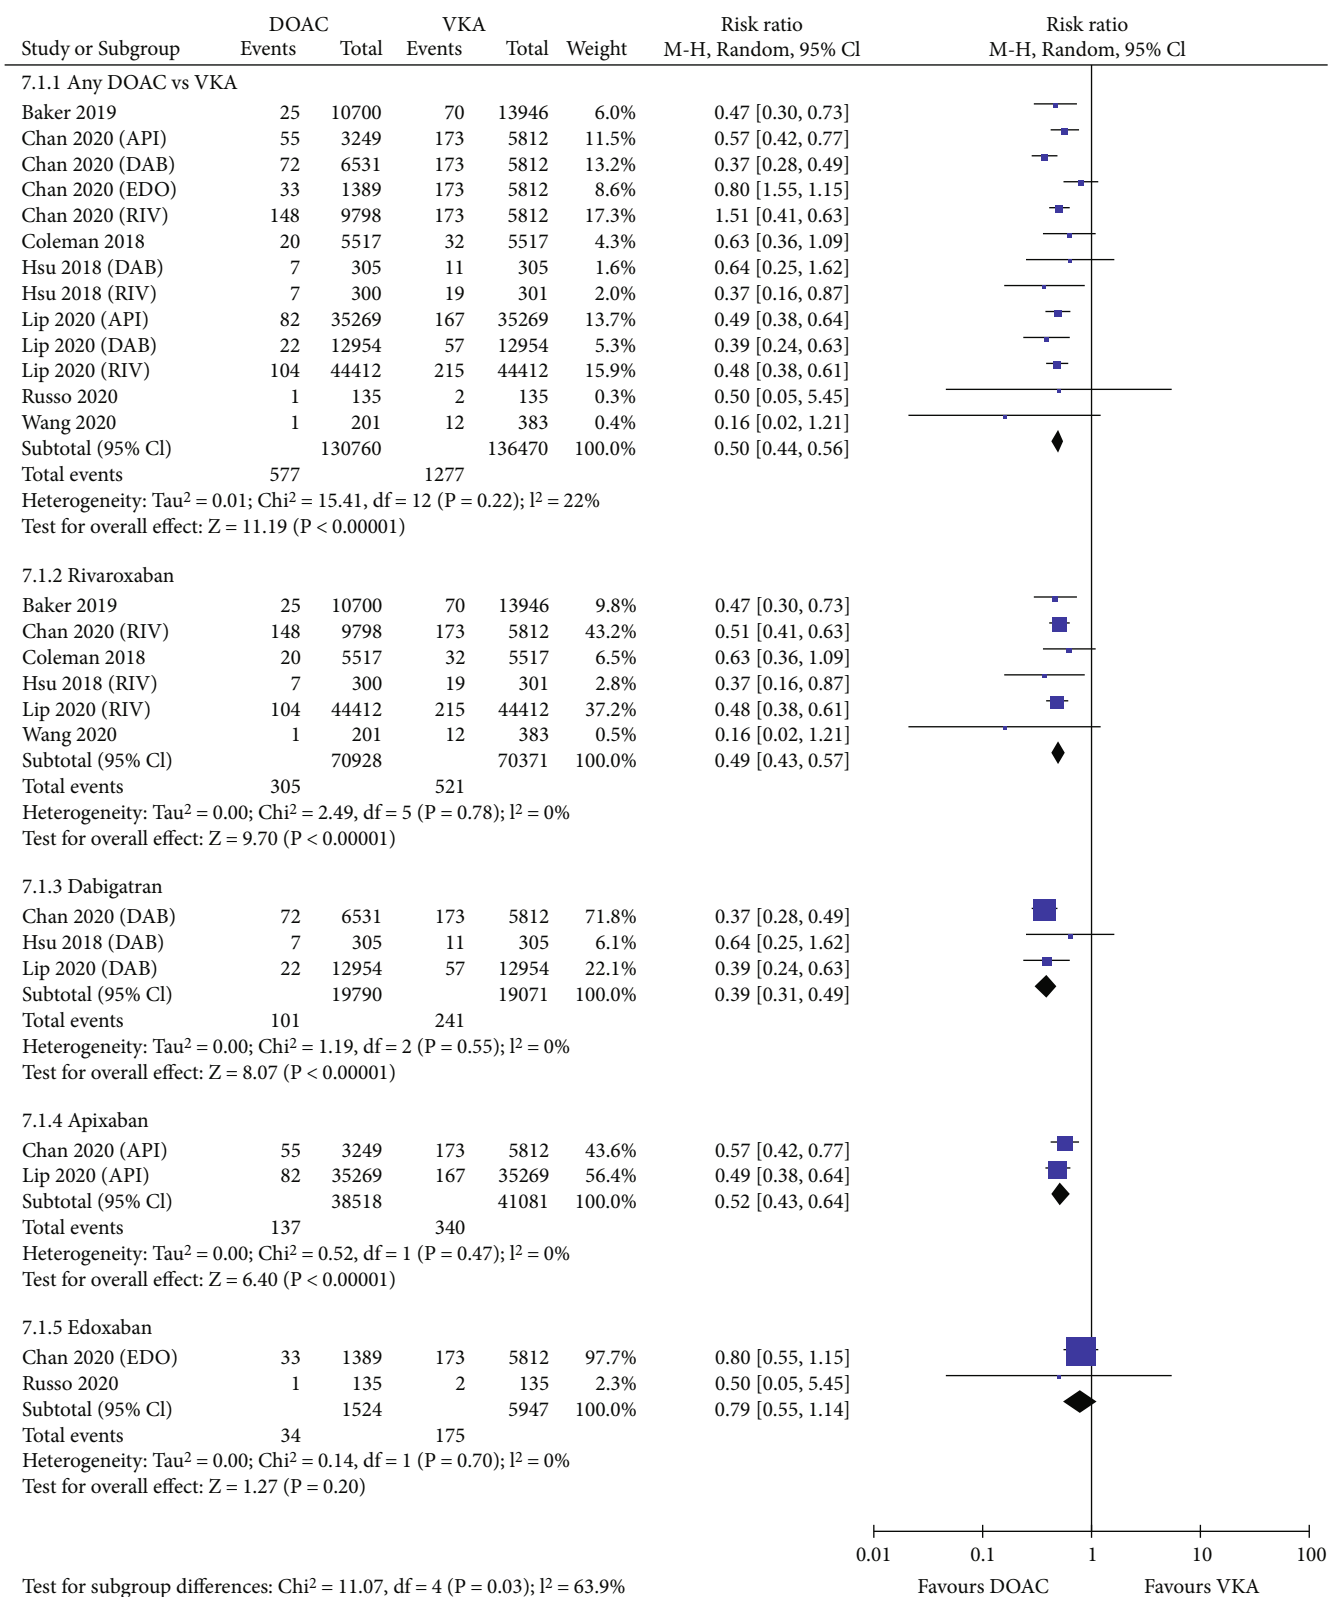 DOAC VKA Risk ratio Risk ratio
Study or Subgroup Events Total Events Total Weight M-H, Random, 95% Cl M-H, Random, 95% Cl
7.1.1 Any DOAC vs VKA
Baker 2019 25 10700 70 13946 6.0% 0.47 [0.30, 0.73]
Chan 2020 (API) 55 3249 173 5812 11.5% 0.57 [0.42, 0.77]
Chan 2020 (DAB) 72 6531 173 5812 13.2% 0.37 [0.28, 0.49]
Chan 2020 (EDO) 33 1389 173 5812 8.6% 0.80 [1.55, 1.15]
Chan 2020 (RIV) 148 9798 173 5812 17.3% 1.51 [0.41, 0.63]
Coleman 2018 20 5517 32 5517 4.3% 0.63 [0.36, 1.09]
Hsu 2018 (DAB) 7 305 11 305 1.6% 0.64 [0.25, 1.62]
Hsu 2018 (RIV) 7 300 19 301 2.0% 0.37 [0.16, 0.87]
Lip 2020 (API) 82 35269 167 35269 13.7% 0.49 [0.38, 0.64]
Lip 2020 (DAB) 22 12954 57 12954 5.3% 0.39 [0.24, 0.63]
Lip 2020 (RIV) 104 44412 215 44412 15.9% 0.48 [0.38, 0.61]
Russo 2020 1 135 2 135 0.3% 0.50 [0.05, 5.45]
Wang 2020 1 201 12 383 0.4% 0.16 [0.02, 1.21]
Subtotal (95% Cl) 130760 136470 100.0% 0.50 [0.44, 0.56]
Total events 577 1277
Heterogeneity: Tau² = 0.01; Chi² = 15.41, df = 12 (P = 0.22); l² = 22%
Test for overall effect: Z = 11.19 (P < 0.00001)
7.1.2 Rivaroxaban
Baker 2019 25 10700 70 13946 9.8% 0.47 [0.30, 0.73]
Chan 2020 (RIV) 148 9798 173 5812 43.2% 0.51 [0.41, 0.63]
Coleman 2018 20 5517 32 5517 6.5% 0.63 [0.36, 1.09]
Hsu 2018 (RIV) 7 300 19 301 2.8% 0.37 [0.16, 0.87]
Lip 2020 (RIV) 104 44412 215 44412 37.2% 0.48 [0.38, 0.61]
Wang 2020 1 201 12 383 0.5% 0.16 [0.02, 1.21]
Subtotal (95% Cl) 70928 70371 100.0% 0.49 [0.43, 0.57]
Total events 305 521
Heterogeneity: Tau² = 0.00; Chi² = 2.49, df = 5 (P = 0.78); l² = 0%
Test for overall effect: Z = 9.70 (P < 0.00001)
7.1.3 Dabigatran
Chan 2020 (DAB) 72 6531 173 5812 71.8% 0.37 [0.28, 0.49]
Hsu 2018 (DAB) 7 305 11 305 6.1% 0.64 [0.25, 1.62]
Lip 2020 (DAB) 22 12954 57 12954 22.1% 0.39 [0.24, 0.63]
Subtotal (95% Cl) 19790 19071 100.0% 0.39 [0.31, 0.49]
Total events 101 241
Heterogeneity: Tau² = 0.00; Chi² = 1.19, df = 2 (P = 0.55); l² = 0%
Test for overall effect: Z = 8.07 (P < 0.00001)
7.1.4 Apixaban
Chan 2020 (API) 55 3249 173 5812 43.6% 0.57 [0.42, 0.77]
Lip 2020 (API) 82 35269 167 35269 56.4% 0.49 [0.38, 0.64]
Subtotal (95% Cl) 38518 41081 100.0% 0.52 [0.43, 0.64]
Total events 137 340
Heterogeneity: Tau² = 0.00; Chi² = 0.52, df = 1 (P = 0.47); l² = 0%
Test for overall effect: Z = 6.40 (P < 0.00001)
7.1.5 Edoxaban
Chan 2020 (EDO) 33 1389 173 5812 97.7% 0.80 [0.55, 1.15]
Russo 2020 1 135 2 135 2.3% 0.50 [0.05, 5.45]
Subtotal (95% Cl) 1524 5947 100.0% 0.79 [0.55, 1.14]
Total events 34 175
Heterogeneity: Tau² = 0.00; Chi² = 0.14, df = 1 (P = 0.70); l² = 0%
Test for overall effect: Z = 1.27 (P = 0.20)
0.01 0.1 1 10 100
Test for subgroup differences: Chi² = 11.07, df = 4 (P = 0.03); l² = 63.9% Favours DOAC Favours VKA